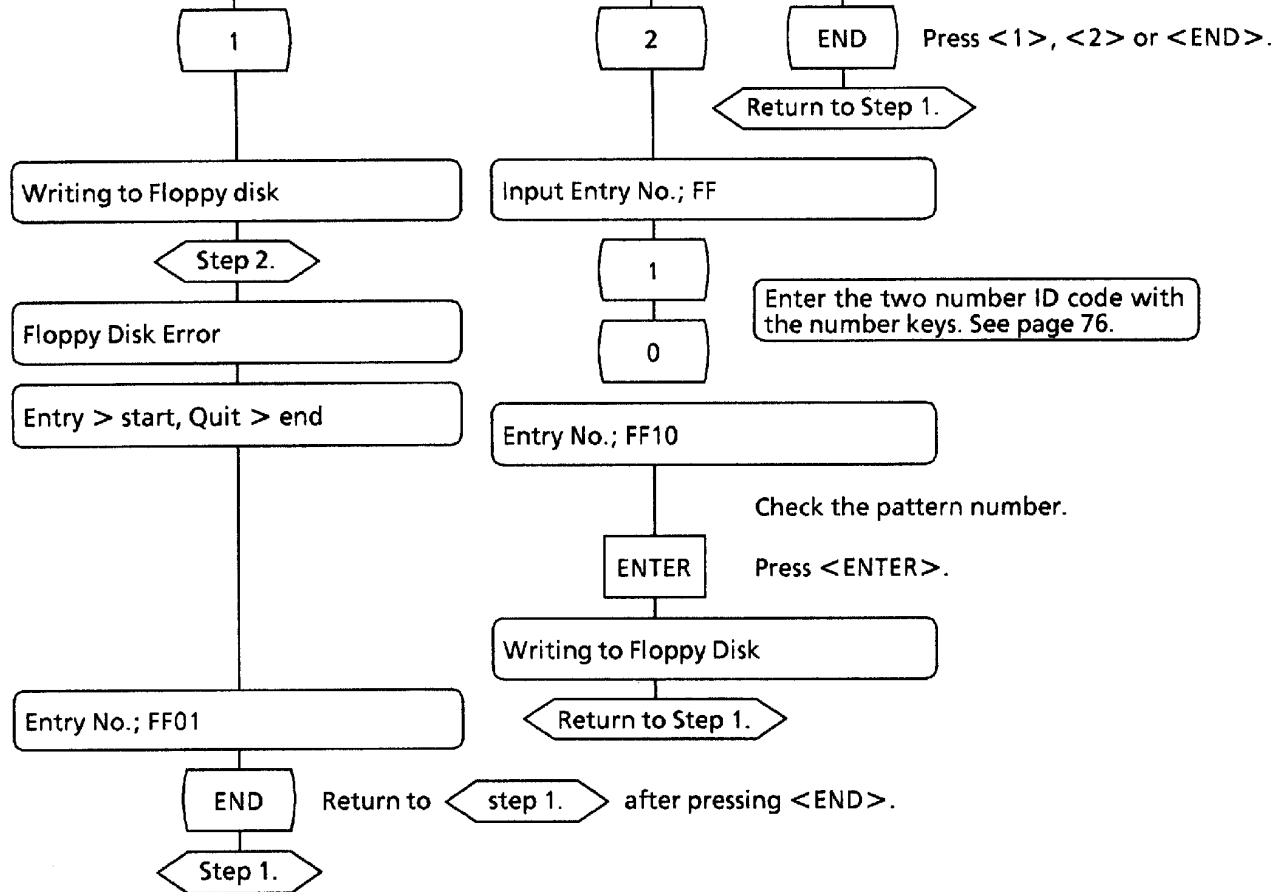 1
2
END
Press <1>, <2> or <END>.
Return to Step 1.
Writing to Floppy disk
Input Entry No.; FF
Step 2.
1
Enter the two number ID code with
the number keys. See page 76.
Floppy Disk Error
0
Entry > start, Quit > end
Entry No.; FF10
Check the pattern number.
ENTER
Press <ENTER>.
Writing to Floppy Disk
Entry No.; FF01
Return to Step 1.
END
Return to step 1. after pressing <END>.
Step 1.